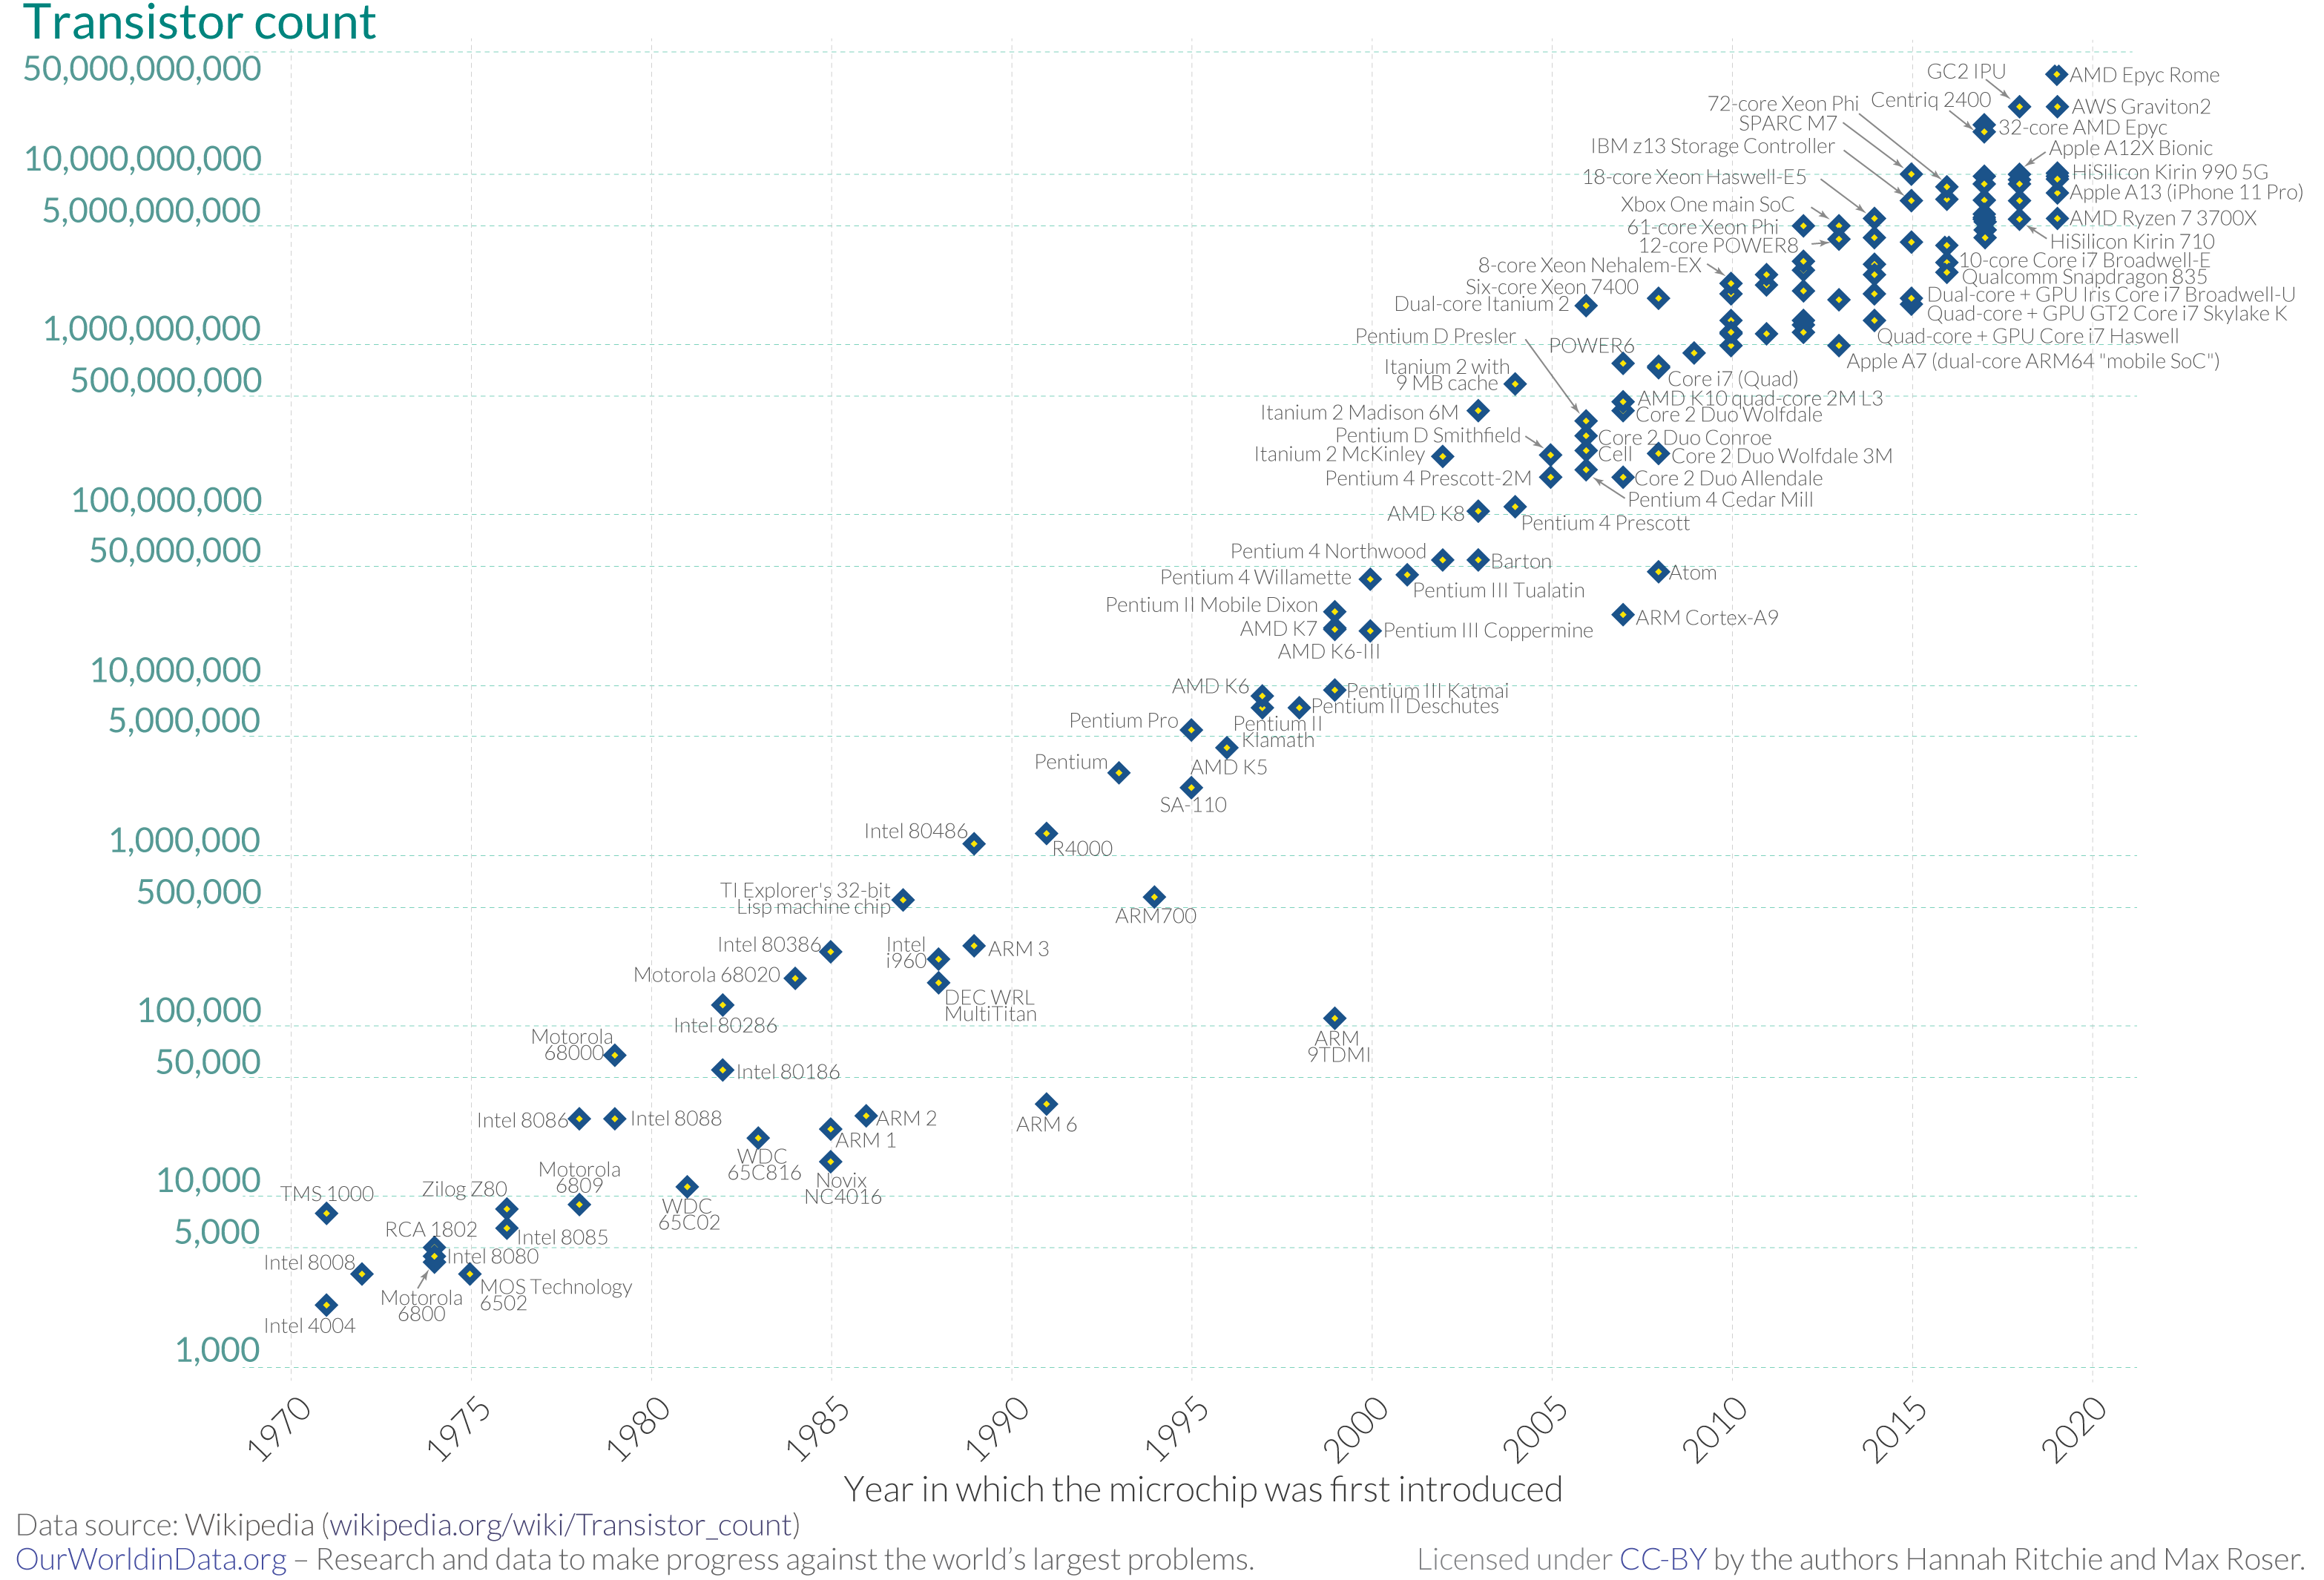 Transistor count
50,000,000,000
10,000,000,000
5,000,000,000
1,000,000,000
500,000,000
100,000,000
50,000,000
10,000,000
5,000,000
1,000,000
500,000
100,000
50,000
10,000
5,000
1,000
GC2 IPU
AMD Epyc Rome
72-core Xeon Phi
Centriq 2400
AWS Graviton2
SPARC M7
32-core AMD Epyc
IBM z13 Storage Controller
Apple A12X Bionic
18-core Xeon Haswell-E5
HiSilicon Kirin 990 5G
Apple A13 (iPhone 11 Pro)
Xbox One main SoC
61-core Xeon Phi
AMD Ryzen 7 3700X
12-core POWER8
HiSilicon Kirin 710
8-core Xeon Nehalem-EX
10-core Core i7 Broadwell-E
Six-core Xeon 7400
Qualcomm Snapdragon 835
Dual-core Itanium 2
Dual-core + GPU Iris Core i7 Broadwell-U
Quad-core + GPU GT2 Core i7 Skylake K
Pentium D Presler
POWER6
Quad-core + GPU Core i7 Haswell
Apple A7 (dual-core ARM64 "mobile SoC")
Itanium 2 with
9 MB cache
Core i7 (Quad)
AMD K10 quad-core 2M L3
Itanium 2 Madison 6M
Core 2 Duo Wolfdale
Pentium D Smithfield
Core 2 Duo Conroe
Itanium 2 McKinley
Cell
Core 2 Duo Wolfdale 3M
Pentium 4 Prescott-2M
Core 2 Duo Allendale
Pentium 4 Cedar Mill
AMD K8
Pentium 4 Prescott
Pentium 4 Northwood
Barton
Pentium 4 Willamette
Atom
Pentium III Tualatin
Pentium II Mobile Dixon
ARM Cortex-A9
AMD K7
Pentium III Coppermine
AMD K6-III
AMD K6
Pentium III Katmai
Pentium II Deschutes
Pentium Pro
Pentium II
Klamath
Pentium
AMD K5
SA-110
Intel 80486
R4000
TI Explorer's 32-bit
Lisp machine chip
ARM700
Intel 80386
Intel
i960
ARM 3
Motorola 68020
DEC WRL
MultiTitan
Intel 80286
ARM
9TDMI
Motorola
68000
Intel 80186
Intel 8086
Intel 8088
ARM 2
ARM 6
ARM 1
WDC
65C816
Novix
NC4016
Motorola
6809
TMS 1000
Zilog Z80
WDC
65C02
RCA 1802
Intel 8085
Intel 8008
Intel 8080
MOS Technology
6502
Motorola
6800
Intel 4004
1970
1975
1980
1985
1990
1995
2000
2005
2010
2015
2020
Year in which the microchip was first introduced
Data source: Wikipedia (wikipedia.org/wiki/Transistor_count)
OurWorldinData.org – Research and data to make progress against the world’s largest problems.
Licensed under CC-BY by the authors Hannah Ritchie and Max Roser.